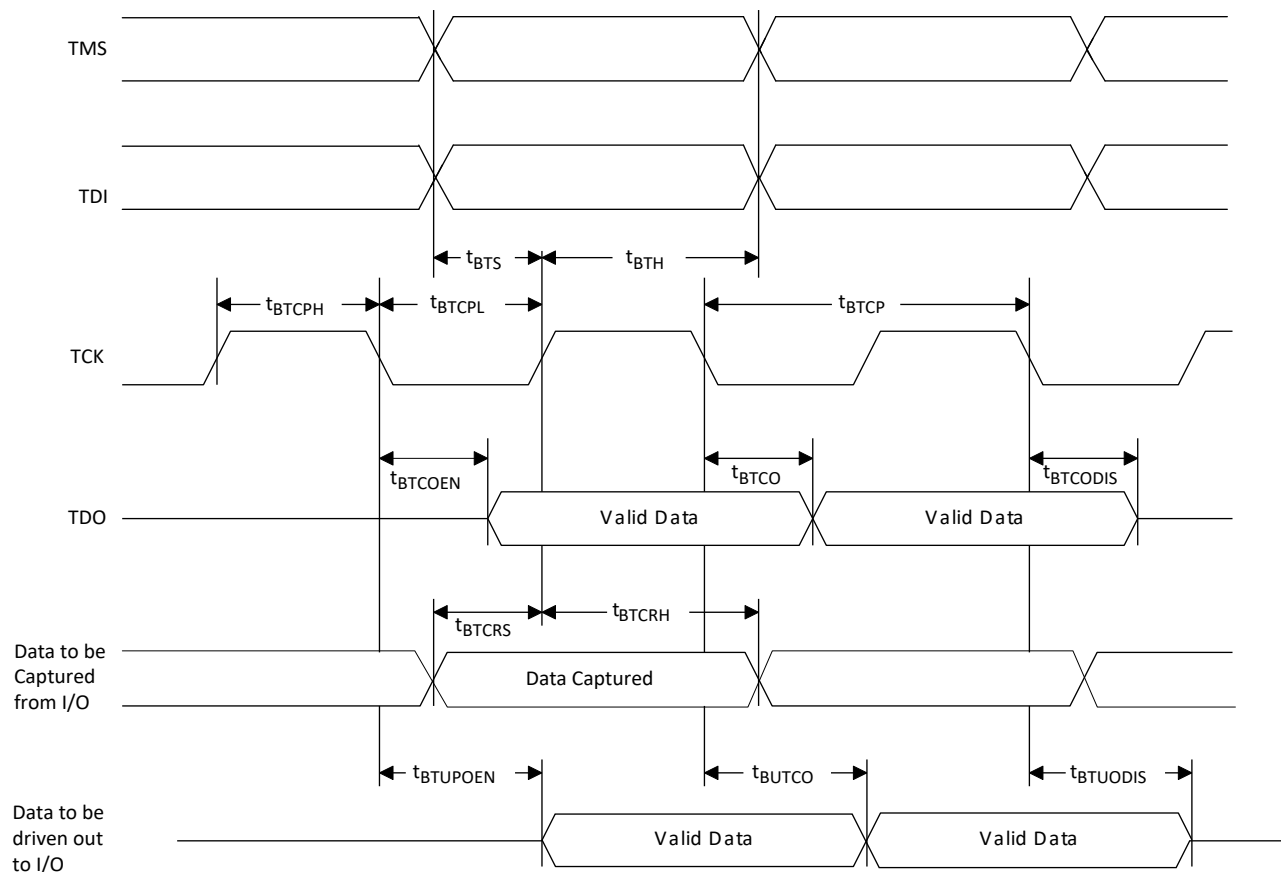 TMS
TDI
tBTS
tBTH
tBTCPH
tBTCPL
tBTCP
TCK
tBTCOEN
tBTCO
tBTCODIS
TDO
Valid Data
Valid Data
tBTCRS
tBTCRH
Data to be
Captured
from I/O
Data Captured
tBTUPOEN
tBUTCO
tBTUODIS
Data to be
driven out
to I/O
Valid Data
Valid Data